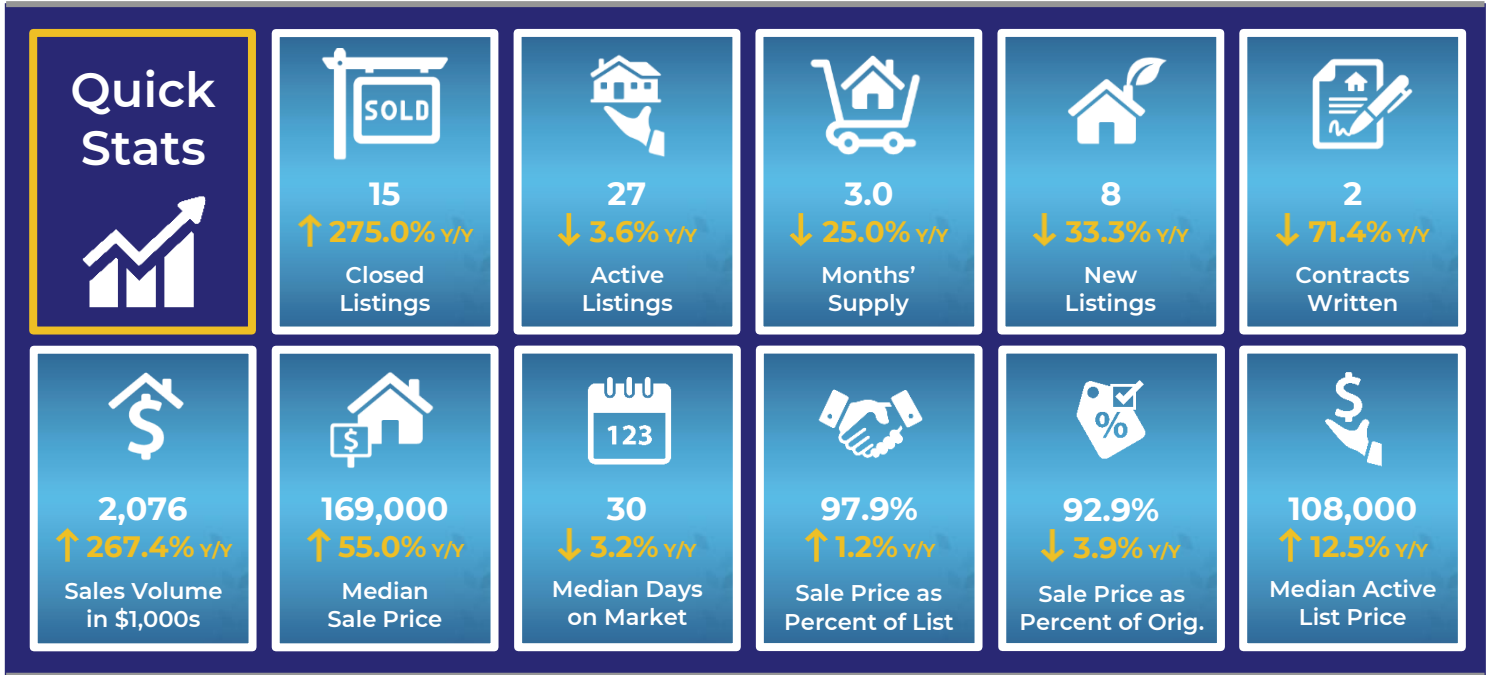 Quick
Stats
SOLD
15
↑ 275.0% Y/Y
Closed
Listings
27
↓ 3.6% Y/Y
Active
Listings
3.0
↓ 25.0% Y/Y
Months’
Supply
8
↓ 33.3% Y/Y
New
Listings
2
↓ 71.4% Y/Y
Contracts
Written
$
2,076
↑ 267.4% Y/Y
Sales Volume
in $1,000s
$
169,000
↑ 55.0% Y/Y
Median
Sale Price
123
30
↓ 3.2% Y/Y
Median Days
on Market
97.9%
↑ 1.2% Y/Y
Sale Price as
Percent of List
%
92.9%
↓ 3.9% Y/Y
Sale Price as
Percent of Orig.
$
108,000
↑ 12.5% Y/Y
Median Active
List Price